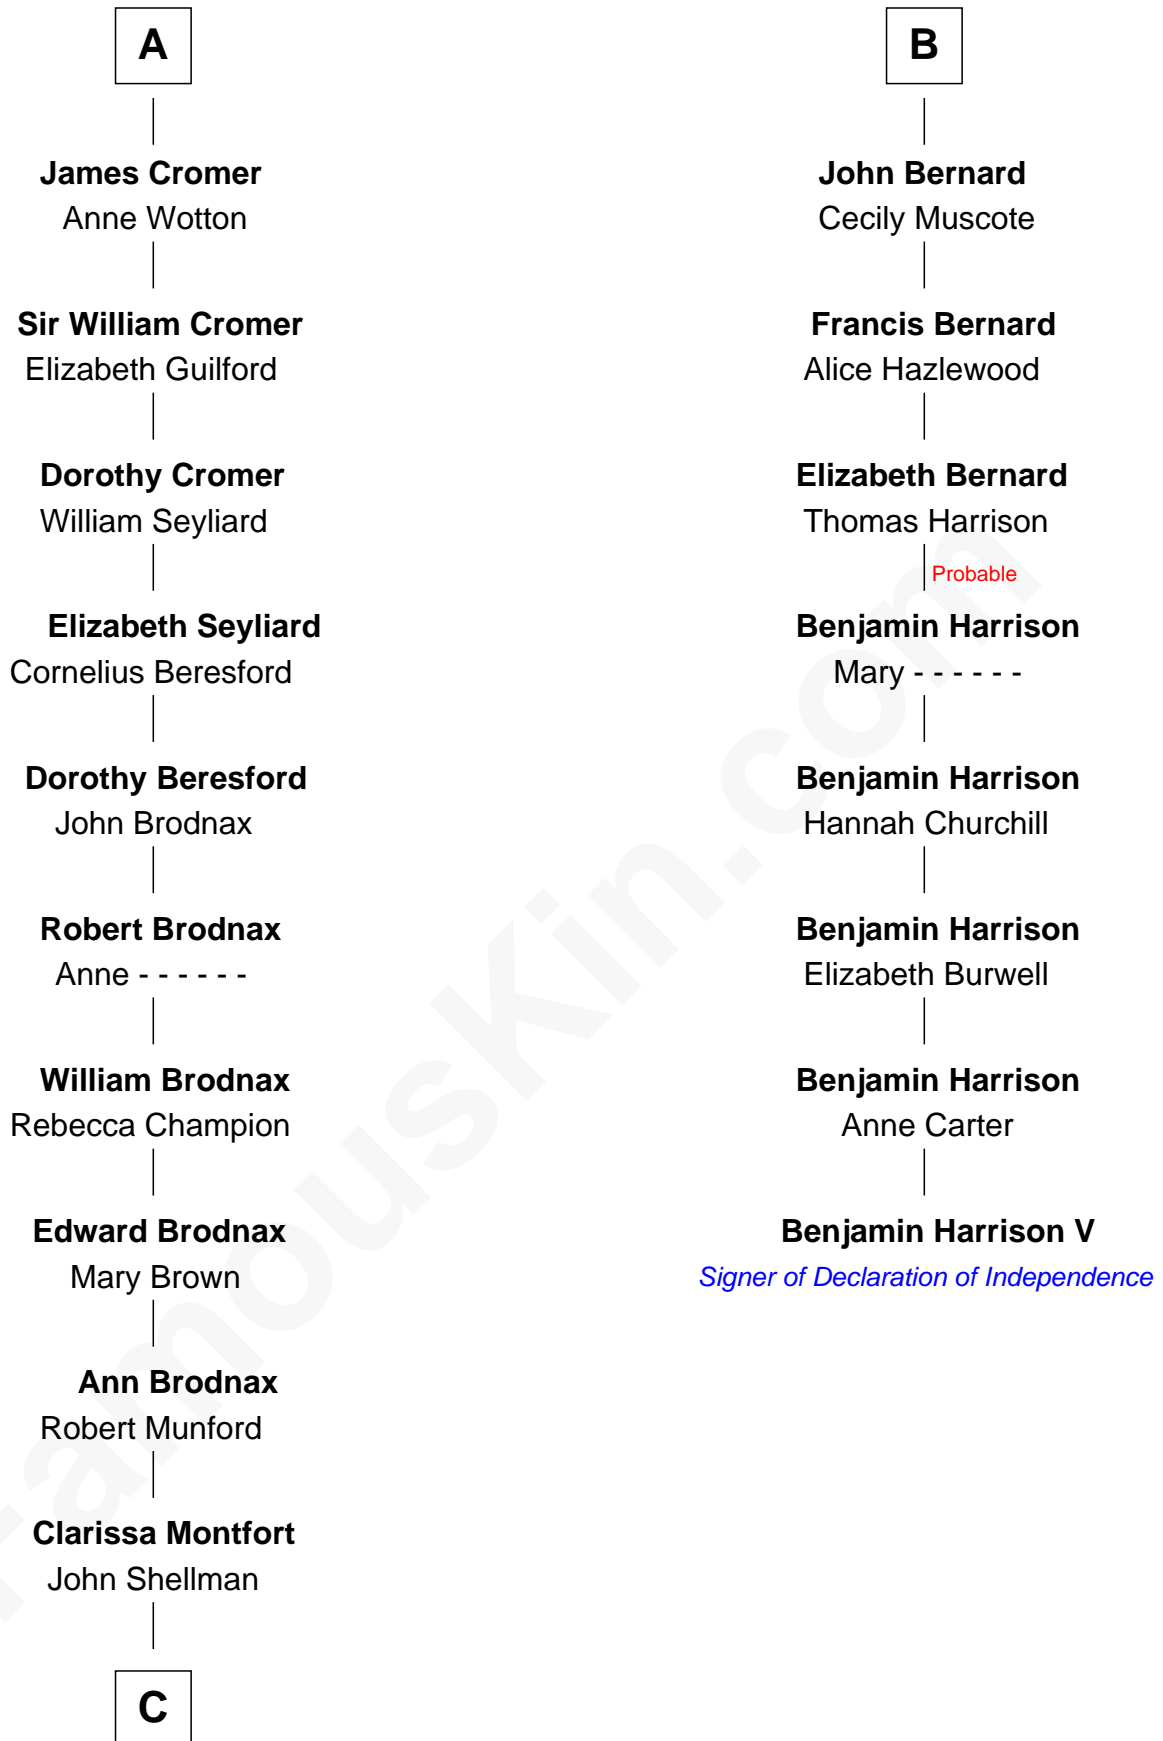 A
James Cromer
Anne Wotton
Sir William Cromer
Elizabeth Guilford
Dorothy Cromer
William Seyliard
Elizabeth Seyliard
Cornelius Beresford
Dorothy Beresford
John Brodnax
Robert Brodnax
Anne - - - - - -
William Brodnax
Rebecca Champion
Edward Brodnax
Mary Brown
Ann Brodnax
Robert Munford
Clarissa Montfort
John Shellman
C
B
John Bernard
Cecily Muscote
Francis Bernard
Alice Hazlewood
Elizabeth Bernard
Thomas Harrison
Probable
Benjamin Harrison
Mary - - - - - -
Benjamin Harrison
Hannah Churchill
Benjamin Harrison
Elizabeth Burwell
Benjamin Harrison
Anne Carter
Benjamin Harrison V
Signer of Declaration of Independence
FamousKin.com